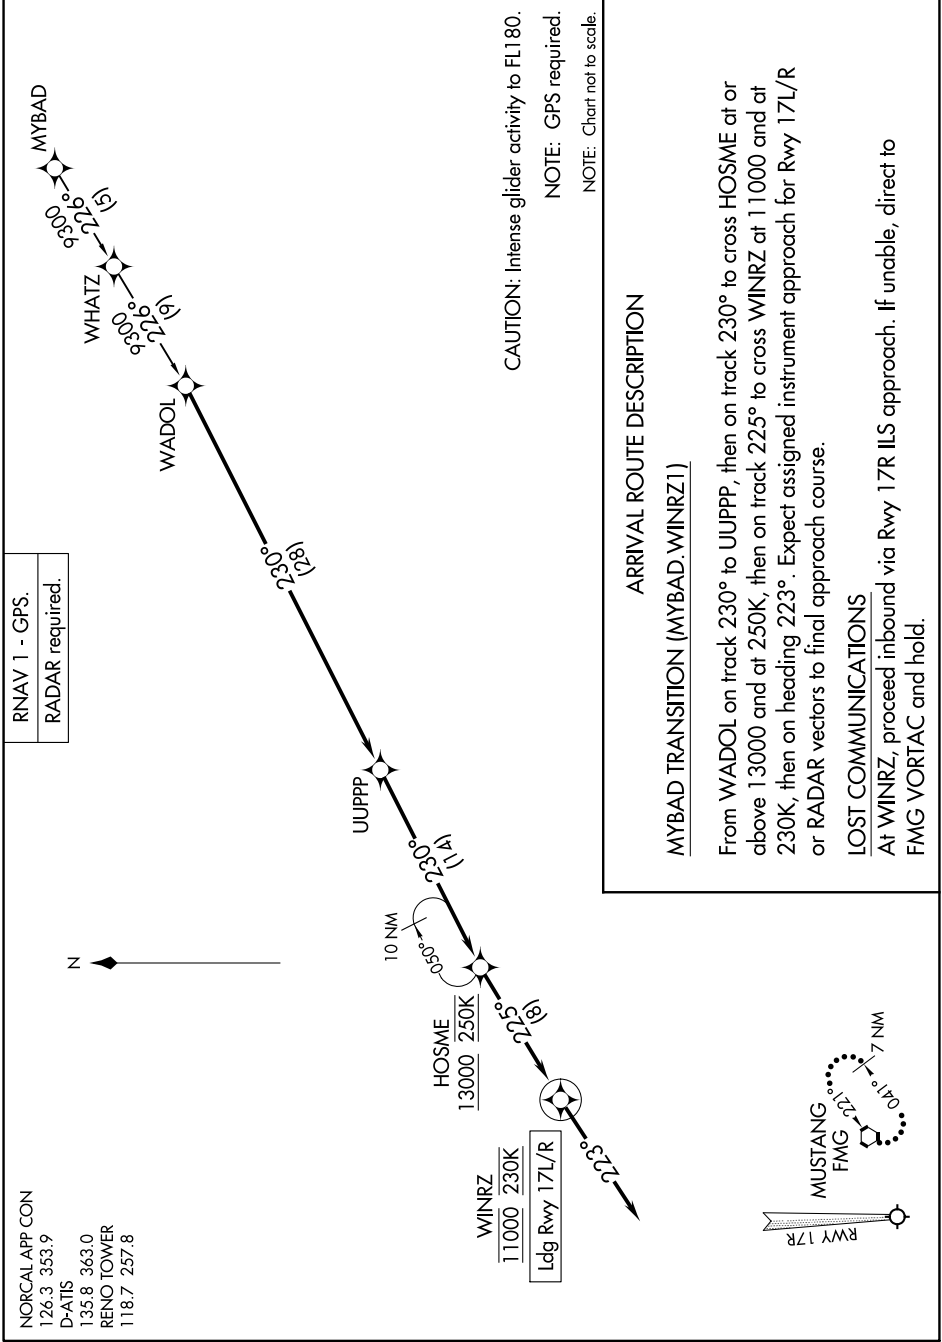 NORCAL APP CON
126.3 353.9
D-ATIS
135.8 363.0
RENO TOWER
118.7 257.8
RNAV 1 - GPS.
RADAR required.
N
MYBAD
9300
226°
(5)
WHATZ
9300
226°
(9)
WADOL
230°
(28)
UUPPP
230°
(14)
10 NM
050°
HOSME
13000 250K
225°
(8)
WINRZ
11000 230K
Ldg Rwy 17L/R
223°
CAUTION: Intense glider activity to FL180.
NOTE: GPS required.
NOTE: Chart not to scale.
MUSTANG
FMG
221°
041°
7 NM
RWY 17R
ARRIVAL ROUTE DESCRIPTION
MYBAD TRANSITION (MYBAD.WINRZ1)
From WADOL on track 230° to UUPPP, then on track 230° to cross HOSME at or
above 13000 and at 250K, then on track 225° to cross WINRZ at 11000 and at
230K, then on heading 223°. Expect assigned instrument approach for Rwy 17L/R
or RADAR vectors to final approach course.
LOST COMMUNICATIONS
At WINRZ, proceed inbound via Rwy 17R ILS approach. If unable, direct to
FMG VORTAC and hold.